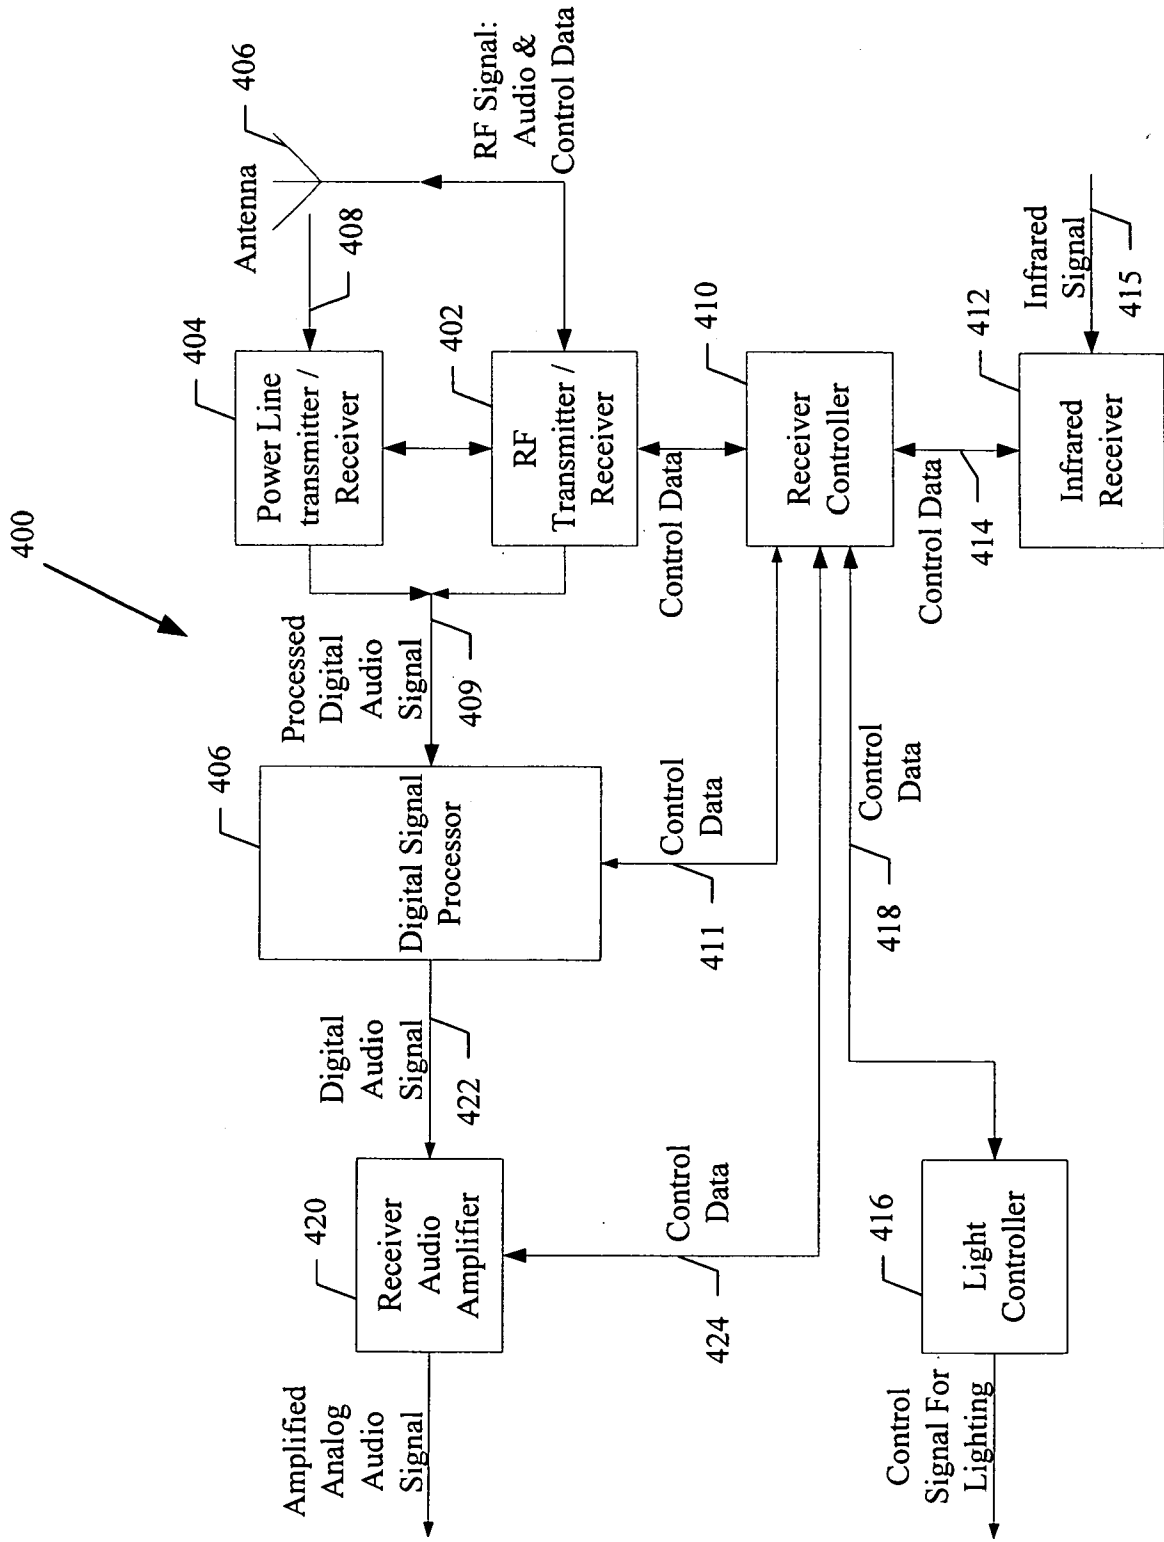 400
Antenna
406
408
RF Signal:
Audio &
Control Data
404
Power Line
transmitter /
Receiver
402
RF
Transmitter /
Receiver
Control Data
410
Receiver
Controller
Control Data
414
412
Infrared
Receiver
Infrared
Signal
415
Processed
Digital
Audio
Signal
409
406
Digital Signal
Processor
Control
Data
411
Control
Data
418
Digital
Audio
Signal
422
420
Receiver
Audio
Amplifier
Control
Data
424
416
Light
Controller
Amplified
Analog
Audio
Signal
Control
Signal For
Lighting